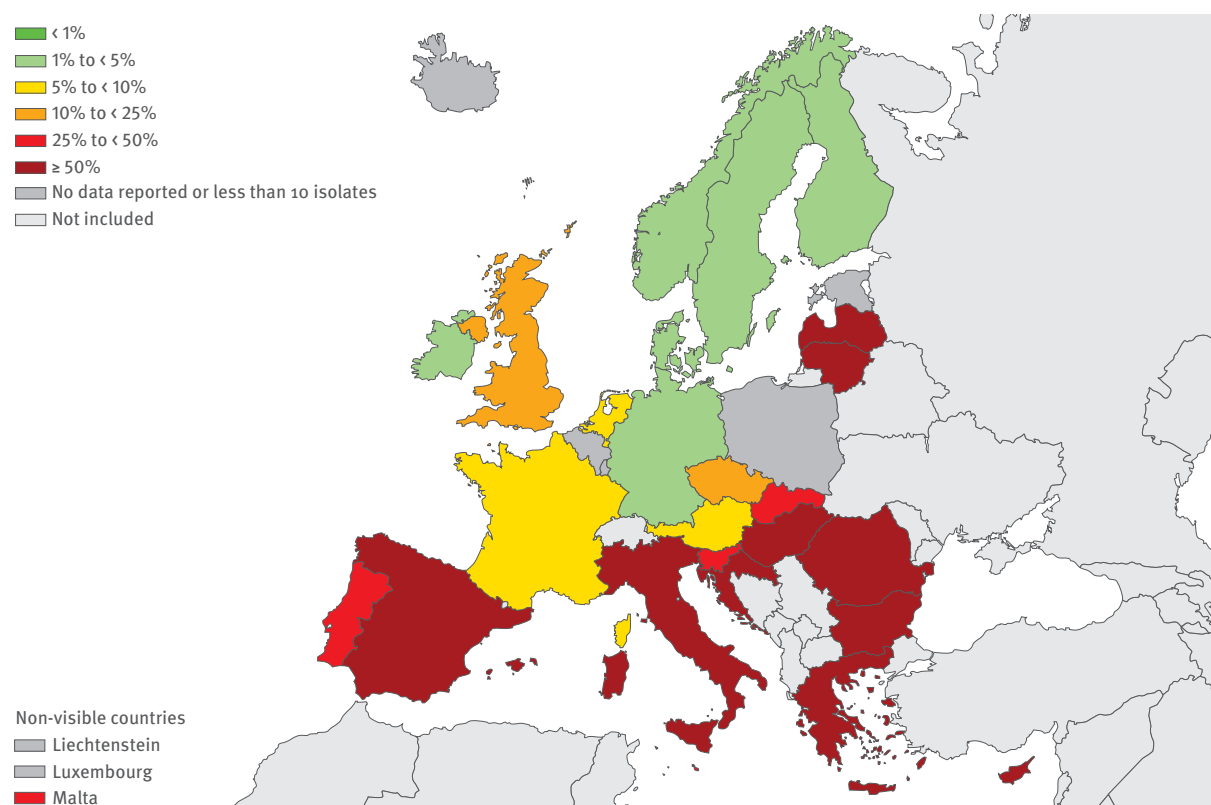 < 1%
1% to < 5%
5% to < 10%
10% to < 25%
25% to < 50%
≥ 50%
No data reported or less than 10 isolates
Not included
Non-visible countries
Liechtenstein
Luxembourg
Malta